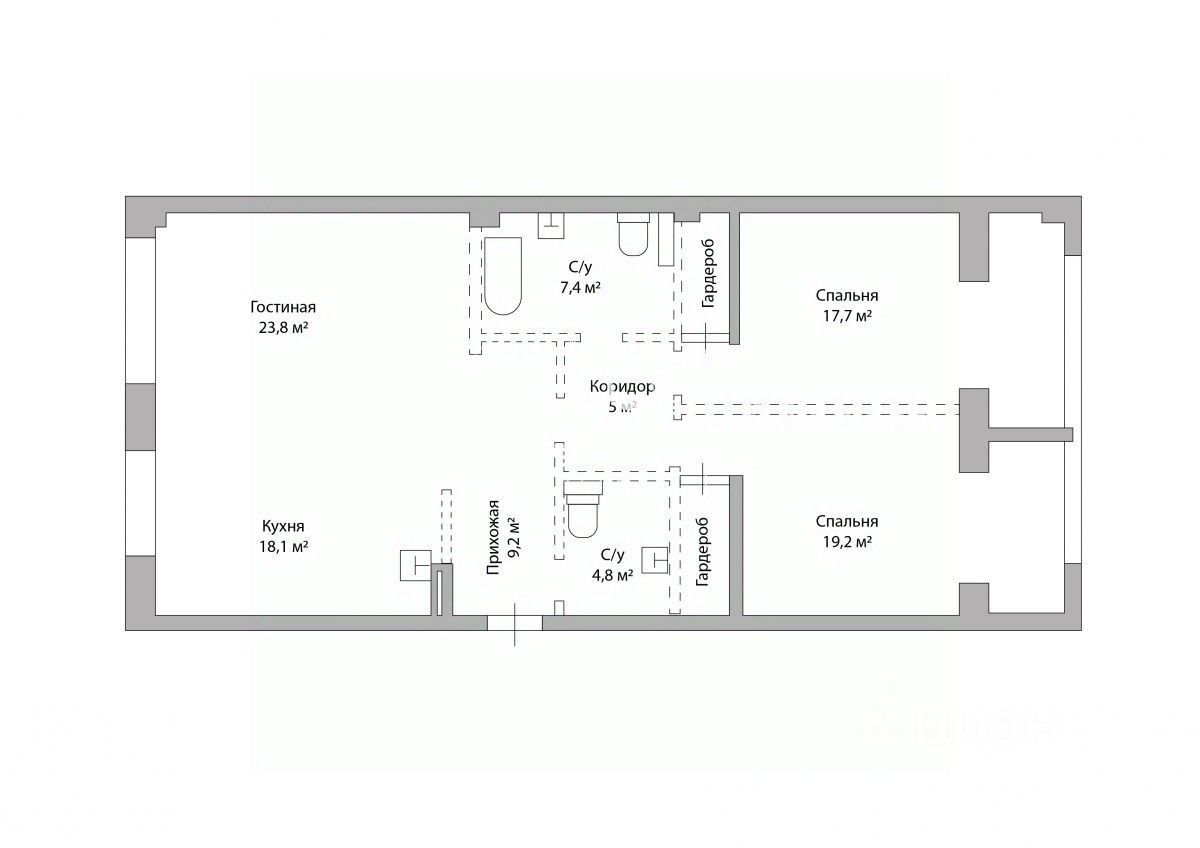 С/у
7,4 м²
Гардероб
Гостиная
23,8 м²
Спальня
17,7 м²
Коридор
5 м²
Кухня
18,1 м²
Прихожая
9,2 м²
С/у
4,8 м²
Гардероб
Спальня
19,2 м²
циан